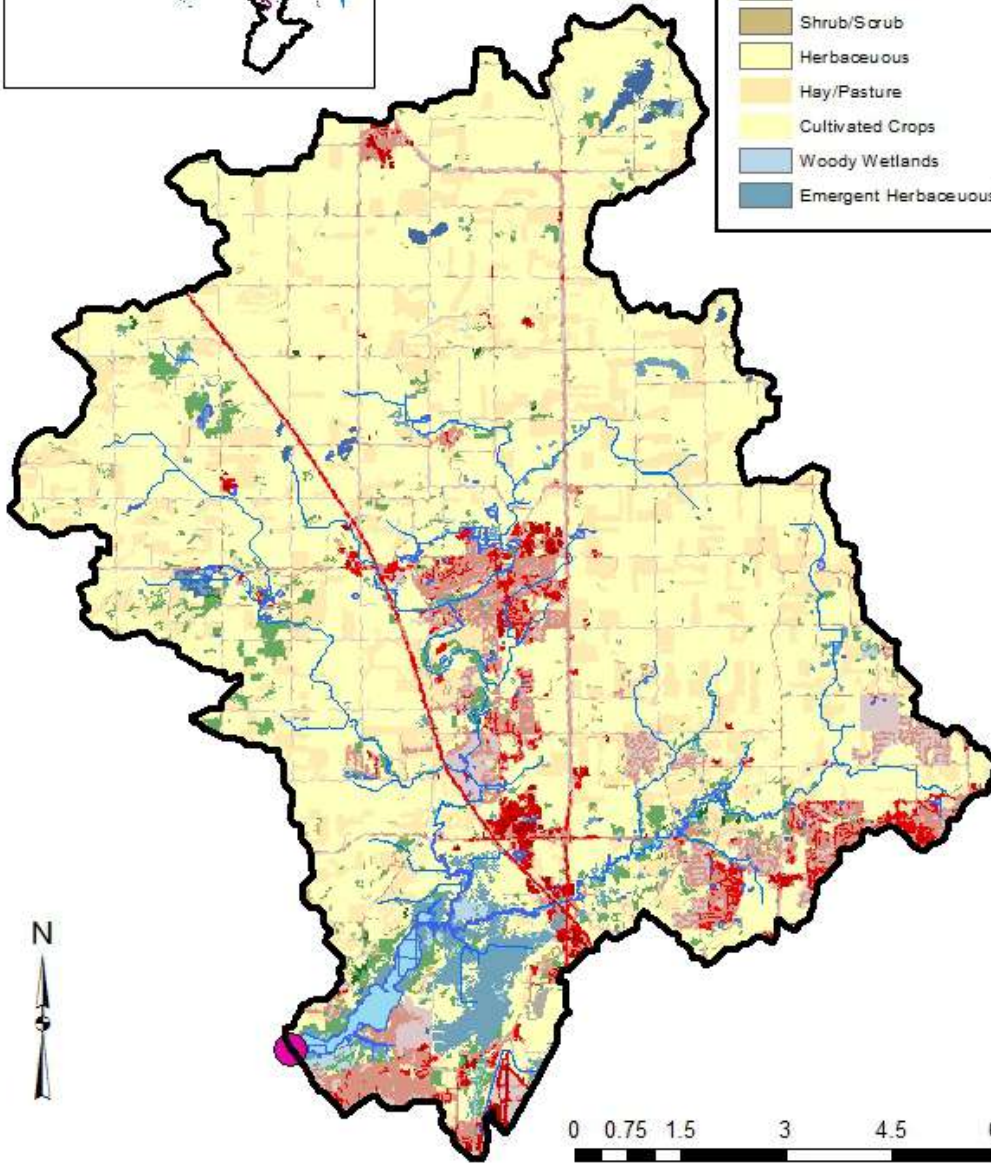 Shrub/Scrub
Herbaceuous
Hay/Pasture
Cultivated Crops
Woody Wetlands
Emergent Herbaceuous
N
0 0.75 1.5 3 4.5